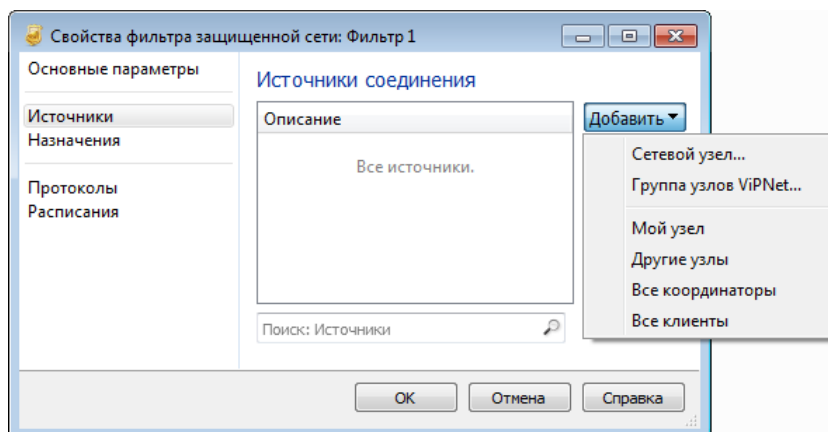 Свойства фильтра защищенной сети: Фильтр 1
Основные параметры
Источники
Назначения
Протоколы
Расписания
Источники соединения
Описание
Все источники.
Поиск: Источники
Добавить
Сетевой узел...
Группа узлов ViPNet...
Мой узел
Другие узлы
Все координаторы
Все клиенты
OK
Отмена
Справка